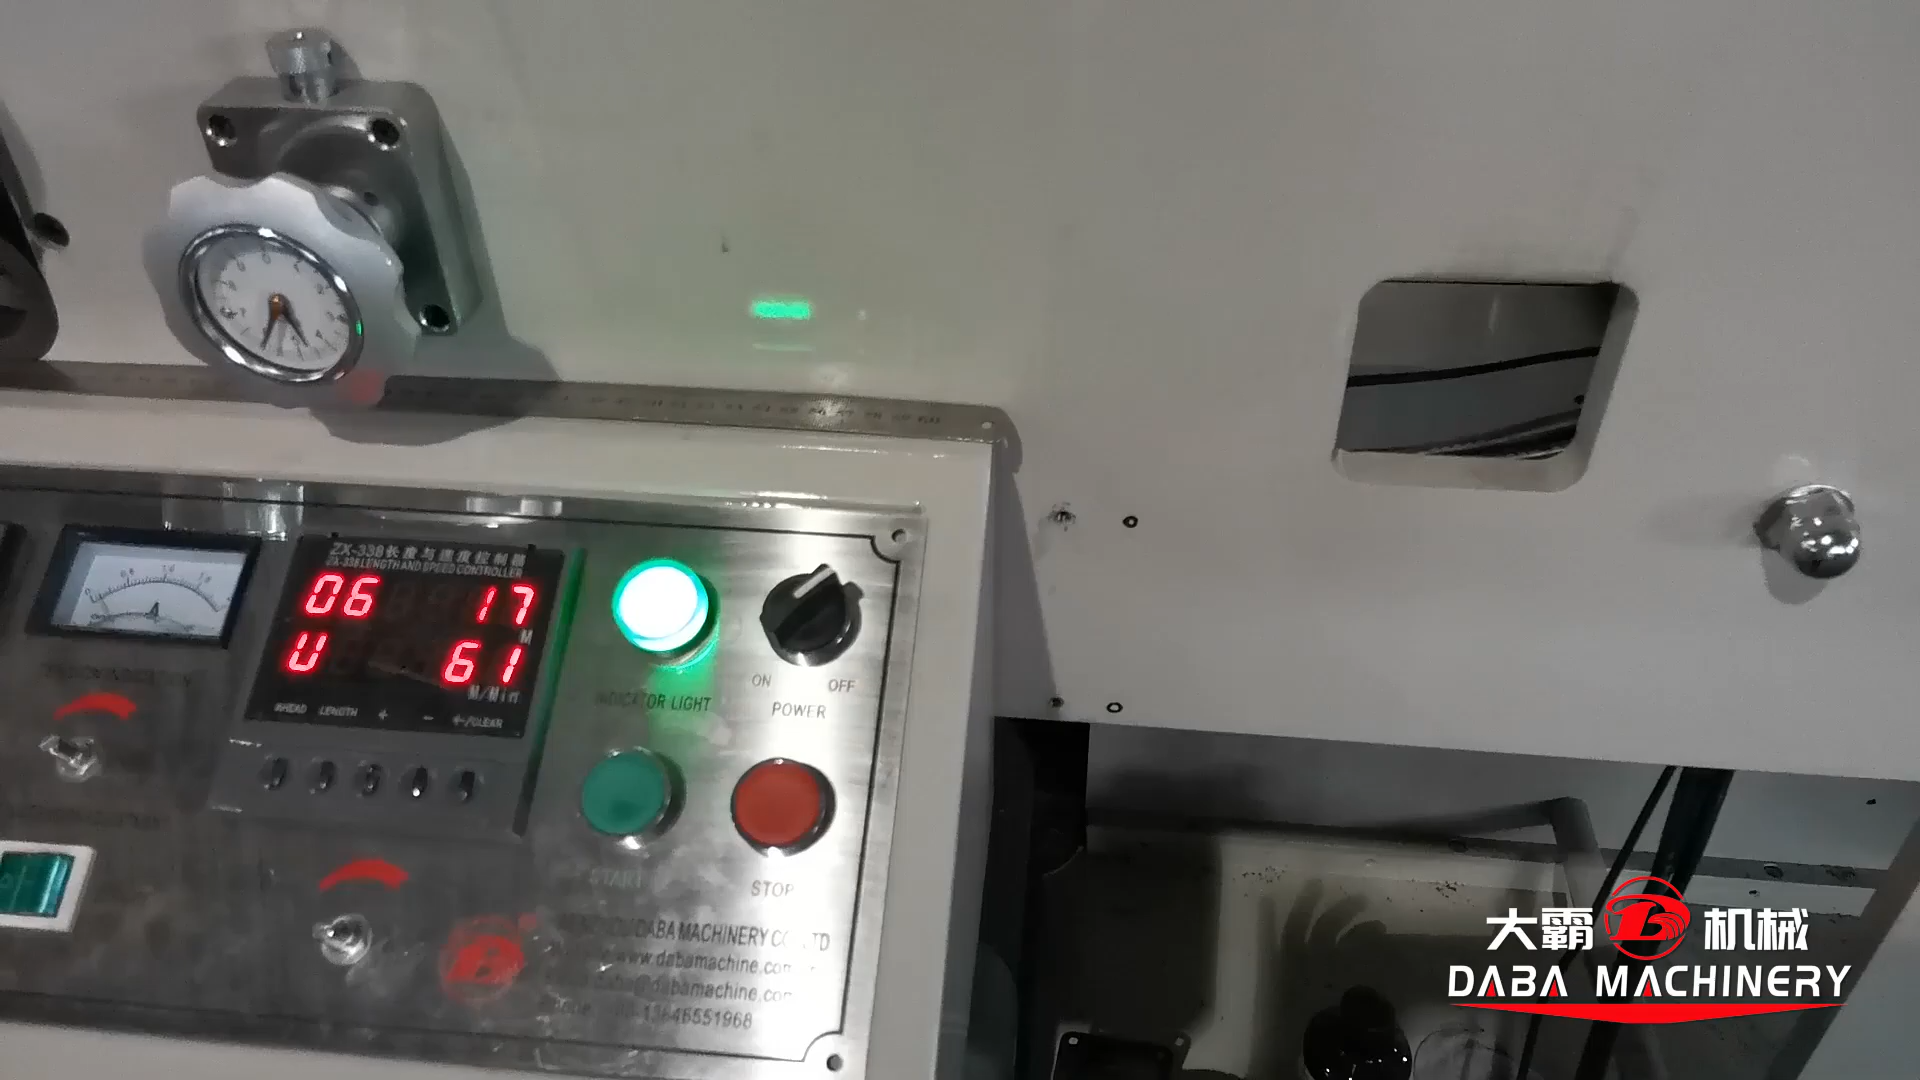 ZX-338长度与速度控制器
ZX-338 LENGTH AND SPEED CONTROLLER
06 17
M
U 61
M/Min
AHEAD LENGTH + - ←/CLEAR
INDICATOR LIGHT
ON OFF
POWER
START
STOP
DABA MACHINERY CO LTD
www.dabamachine.com
daba@dabamachine.com
13646551968
A
大霸 机械
DABA MACHINERY